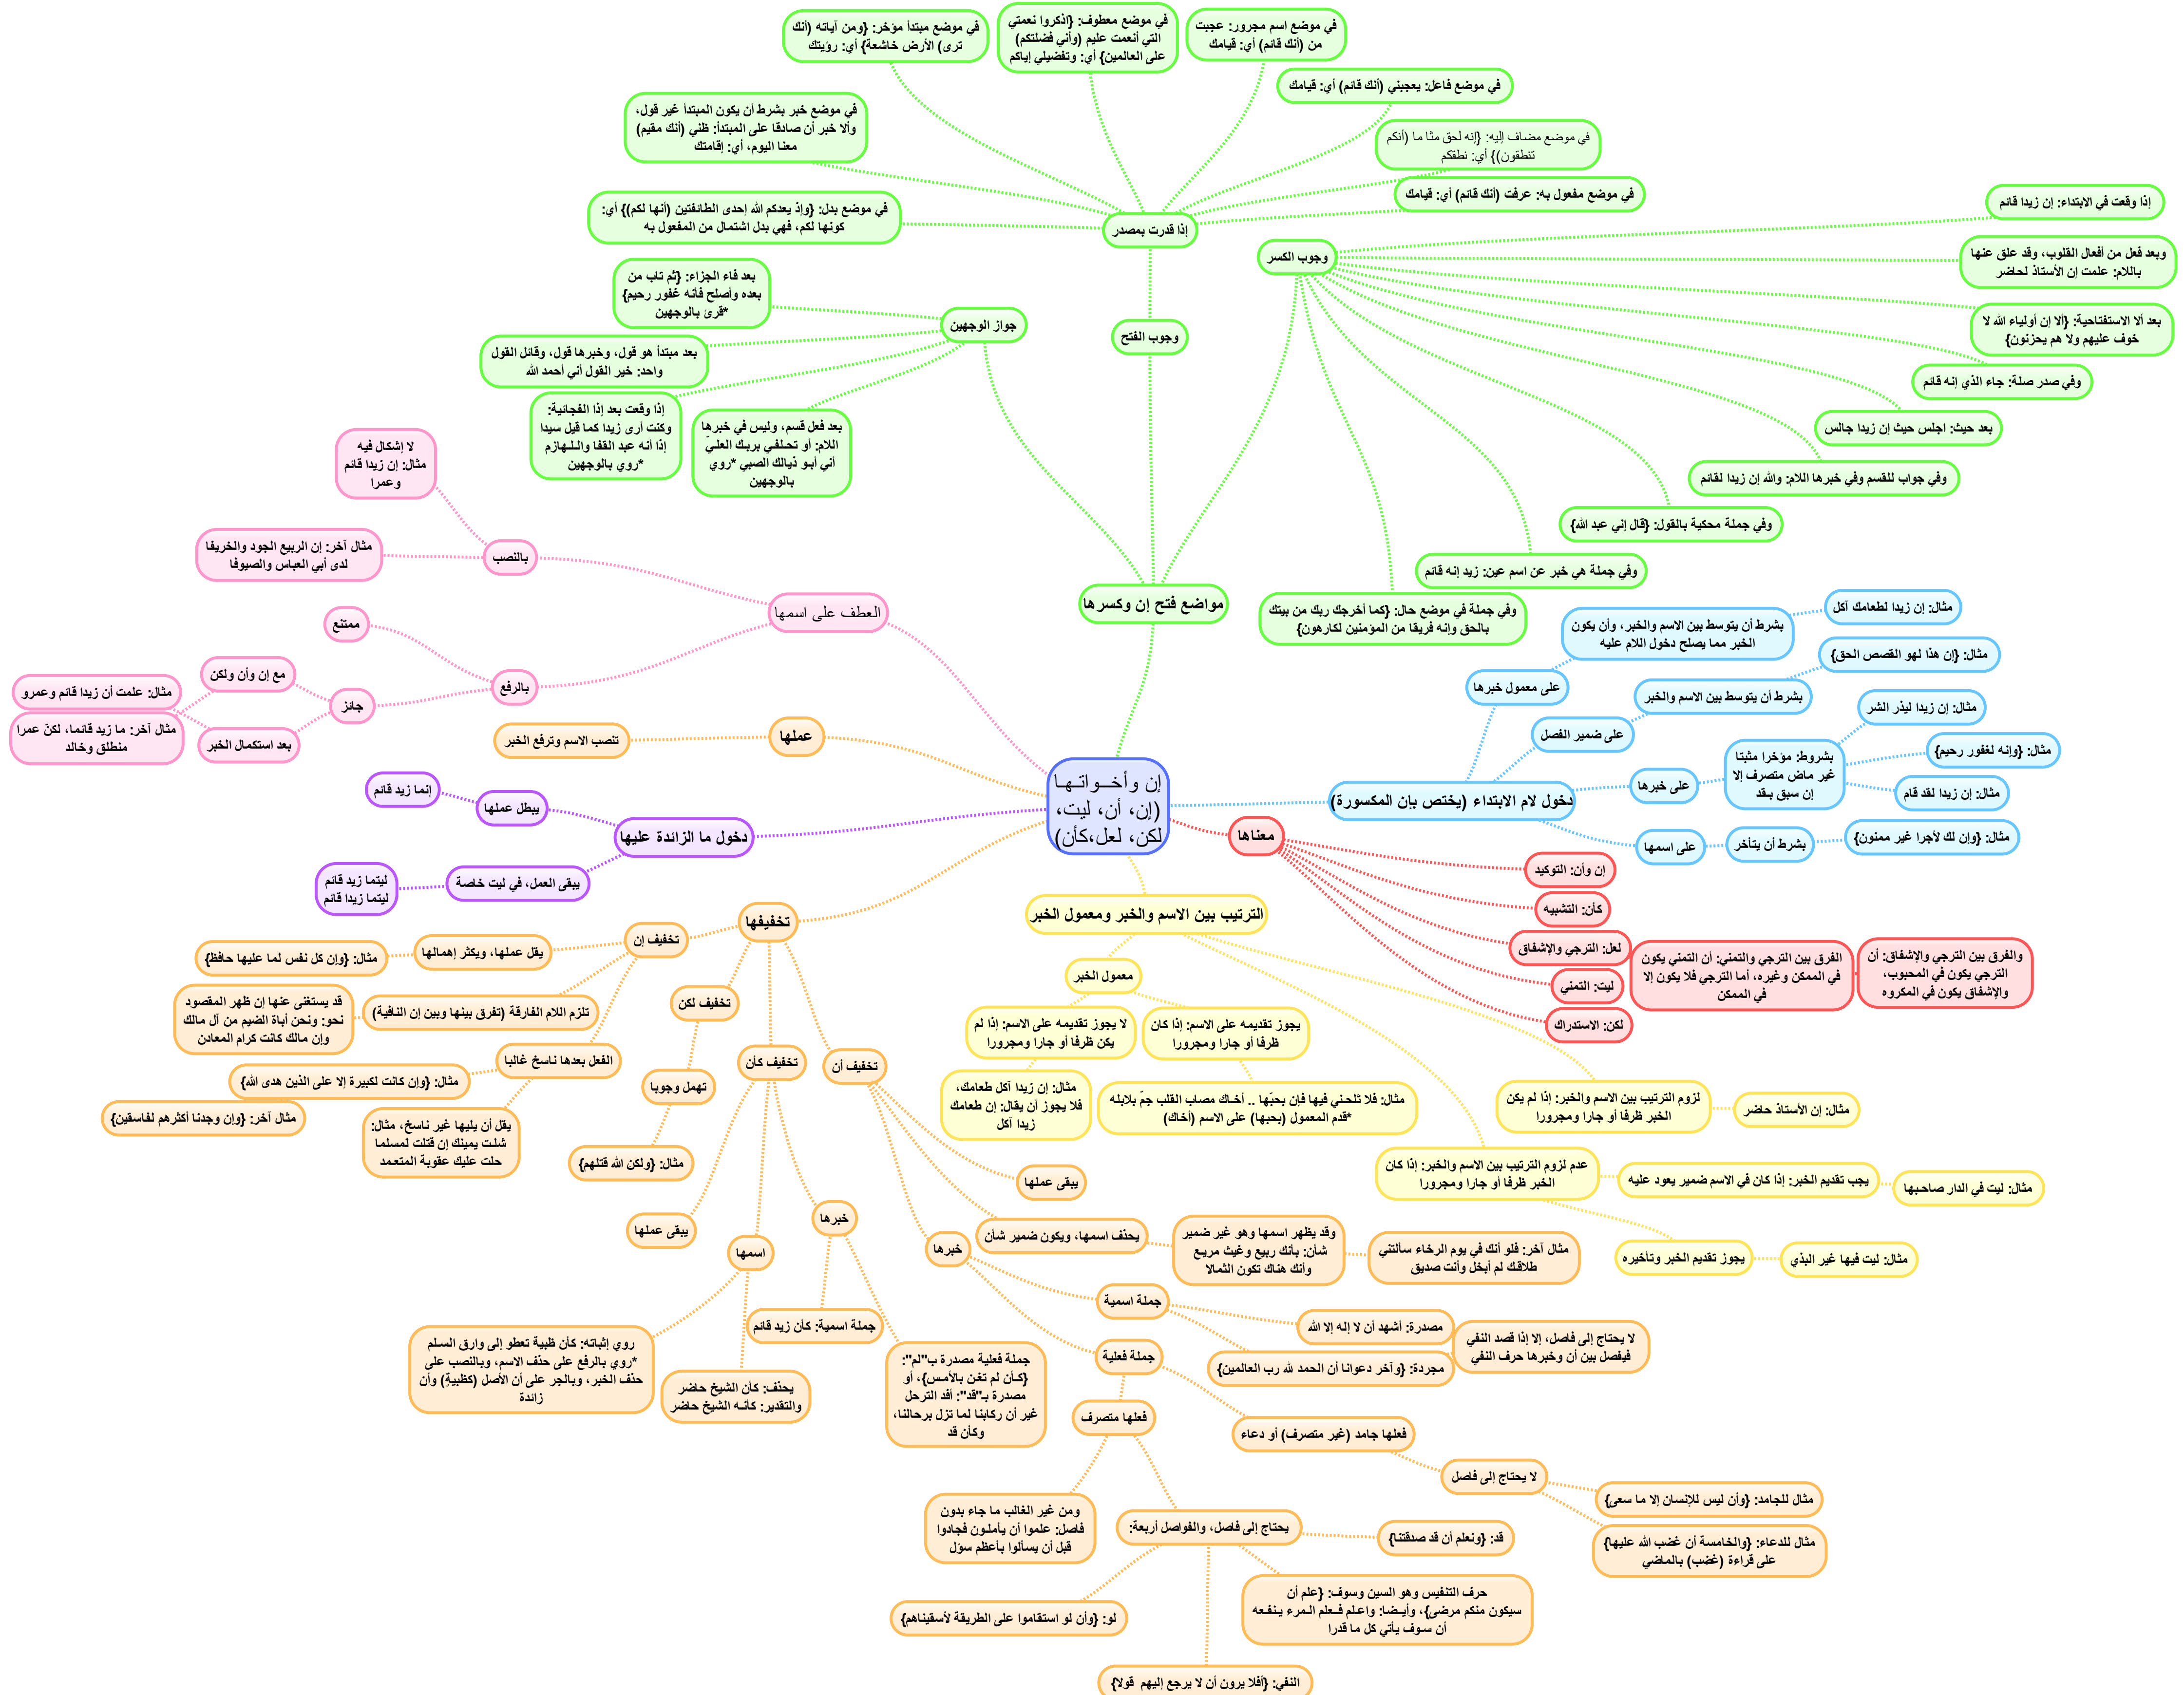 إن وأخـواتـهـا
(إن، أن، ليت،
لكن، لعل،كأن)
مواضع فتح إن وكسرها
وجوب الكسر
إذا وقعت في الابتداء: إن زيدا قائم
وبعد فعل من أفعال القلوب، وقد علق عنها
باللام: علمت إن الأستاذ لحاضر
بعد ألا الاستفتاحية: {ألا إن أولياء الله لا
خوف عليهم ولا هم يحزنون}
وفي صدر صلة: جاء الذي إنه قائم
بعد حيث: اجلس حيث إن زيدا جالس
وفي جواب للقسم وفي خبرها اللام: والله إن زيدا لقائم
وفي جملة محكية بالقول: {قال إني عبد الله}
وفي جملة هي خبر عن اسم عين: زيد إنه قائم
وفي جملة في موضع حال: {كما أخرجك ربك من بيتك
بالحق وإنه فريقا من المؤمنين لكارهون}
وجوب الفتح
إذا قدرت بمصدر
في موضع مفعول به: عرفت (أنك قائم) أي: قيامك
في موضع مضاف إليه: {إنه لحق مثا ما (أنكم
تنطقون)} أي: نطقكم
في موضع فاعل: يعجبني (أنك قائم) أي: قيامك
في موضع اسم مجرور: عجبت
من (أنك قائم) أي: قيامك
في موضع معطوف: {اذكروا نعمتي
التي أنعمت عليم (وأني فضلتكم)
على العالمين} أي: وتفضيلي إياكم
في موضع مبتدأ مؤخر: {ومن آياته (أنك
ترى) الأرض خاشعة} أي: رؤيتك
في موضع خبر بشرط أن يكون المبتدأ غير قول،
وألا خبر أن صادقا على المبتدأ: ظني (أنك مقيم)
معنا اليوم، أي: إقامتك
في موضع بدل: {وإذ يعدكم الله إحدى الطائفتين (أنها لكم)} أي:
كونها لكم، فهي بدل اشتمال من المفعول به
جواز الوجهين
بعد فاء الجزاء: {ثم تاب من
بعده وأصلح فأنه غفور رحيم}
*قرئ بالوجهين
بعد مبتدأ هو قول، وخبرها قول، وقائل القول
واحد: خير القول أني أحمد الله
إذا وقعت بعد إذا الفجائية:
وكنت أرى زيدا كما قيل سيدا
إذا أنه عبد القفا واللـهازم
*روي بالوجهين
بعد فعل قسم، وليس في خبرها
اللام: أو تحـلفي بربـك العلـيّ
أني أبـو ذيالك الصبي *روي
بالوجهين
العطف على اسمها
بالنصب
لا إشكال فيه
مثال: إن زيدا قائم
وعمرا
مثال آخر: إن الربيع الجود والخريفا
لدى أبي العباس والصيوفا
بالرفع
ممتنع
جائز
مع إن وأن ولكن
بعد استكمال الخبر
مثال: علمت أن زيدا قائم وعمرو
مثال آخر: ما زيد قائما، لكنّ عمرا
منطلق وخالد
عملها
تنصب الاسم وترفع الخبر
دخول ما الزائدة عليها
يبطل عملها
إنما زيد قائم
يبقى العمل، في ليت خاصة
ليتما زيد قائم
ليتما زيدا قائم
دخول لام الابتداء (يختص بإن المكسورة)
على معمول خبرها
بشرط أن يتوسط بين الاسم والخبر، وأن يكون
الخبر مما يصلح دخول اللام عليه
مثال: إن زيدا لطعامك آكل
على ضمير الفصل
بشرط أن يتوسط بين الاسم والخبر
مثال: {إن هذا لهو القصص الحق}
على خبرها
بشروط: مؤخرا مثبتا
غير ماض متصرف إلا
إن سبق بـقد
مثال: إن زيدا ليذر الشر
مثال: {وإنه لغفور رحيم}
مثال: إن زيدا لقد قام
على اسمها
بشرط أن يتأخر
مثال: {وإن لك لأجرا غير ممنون}
معناها
إن وأن: التوكيد
كأن: التشبيه
لعل: الترجي والإشفاق
ليت: التمني
لكن: الاستدراك
الفرق بين الترجي والتمني: أن التمني يكون
في الممكن وغيره، أما الترجي فلا يكون إلا
في الممكن
والفرق بين الترجي والإشفاق: أن
الترجي يكون في المحبوب،
والإشفاق يكون في المكروه
الترتيب بين الاسم والخبر ومعمول الخبر
معمول الخبر
يجوز تقديمه على الاسم: إذا كان
ظرفا أو جارا ومجرورا
مثال: فلا تلحـني فيها فإن بحبّها .. أخـاك مصاب القلب جمّ بلابله
*قدم المعمول (بحبها) على الاسم (أخاك)
لا يجوز تقديمه على الاسم: إذا لم
يكن ظرفا أو جارا ومجرورا
مثال: إن زيدا آكل طعامك،
فلا يجوز أن يقال: إن طعامك
زيدا آكل
لزوم الترتيب بين الاسم والخبر: إذا لم يكن
الخبر ظرفا أو جارا ومجرورا
مثال: إن الأستاذ حاضر
عدم لزوم الترتيب بين الاسم والخبر: إذا كان
الخبر ظرفا أو جارا ومجرورا
يجب تقديم الخبر: إذا كان في الاسم ضمير يعود عليه
مثال: ليت في الدار صاحبها
يجوز تقديم الخبر وتأخيره
مثال: ليت فيها غير البذي
تخفيفها
تخفيف إن
يقل عملها، ويكثر إهمالها
مثال: {وإن كل نفس لما عليها حافظ}
تلزم اللام الفارقة (تفرق بينها وبين إن النافية)
قد يستغنى عنها إن ظهر المقصود
نحو: ونحن أباة الضيم من آل مالك
وإن مالك كانت كرام المعادن
الفعل بعدها ناسخ غالبا
مثال: {وإن كانت لكبيرة إلا على الذين هدى الله}
مثال آخر: {وإن وجدنا أكثرهم لفاسقين}
يقل أن يليها غير ناسخ، مثال:
شلت يمينك إن قتلت لمسلما
حلت عليك عقوبة المتعمد
تخفيف لكن
تهمل وجوبا
مثال: {ولكن الله قتلهم}
تخفيف كأن
يبقى عملها
اسمها
روي إثباته: كأن ظبية تعطو إلى وارق السلم
*روي بالرفع على حذف الاسم، وبالنصب على
حذف الخبر، وبالجر على أن الأصل (كظبيةٍ) وأن
زائدة
يحذف: كأن الشيخ حاضر
والتقدير: كأنـه الشيخ حاضر
خبرها
جملة اسمية: كأن زيد قائم
جملة فعلية مصدرة ب"لم":
{كـأن لم تغن بالأمـس}، أو
مصدرة بـ"قد": أفد الترحل
غير أن ركابنا لما تزل برحالنا،
وكأن قد
تخفيف أن
يبقى عملها
يحذف اسمها، ويكون ضمير شأن
وقد يظهر اسمها وهو غير ضمير
شأن: بأنك ربيع وغيث مريـع
وأنك هناك تكون الثمالا
مثال آخر: فلو أنك في يوم الرخاء سألتني
طلاقـك لم أبخل وأنت صديق
خبرها
جملة اسمية
مصدرة: أشهد أن لا إله إلا الله
مجردة: {وآخر دعوانا أن الحمد لله رب العالمين}
لا يحتاج إلى فاصل، إلا إذا قصد النفي
فيفصل بين أن وخبرها حرف النفي
جملة فعلية
فعلها جامد (غير متصرف) أو دعاء
لا يحتاج إلى فاصل
مثال للجامد: {وأن ليس للإنسان إلا ما سعى}
مثال للدعاء: {والخامسة أن غضب الله عليها}
على قراءة (غضب) بالماضي
فعلها متصرف
ومن غير الغالب ما جاء بدون
فاصل: علموا أن يأملـون فجادوا
قبل أن يسألوا بأعظم سؤل
يحتاج إلى فاصل، والفواصل أربعة:
قد: {ونعلم أن قد صدقتنا}
حرف التنفيس وهو السين وسوف: {علم أن
سيكون منكم مرضى}، وأيـضا: واعـلم فـعلم الـمرء يـنفـعه
أن سـوف يأتي كل ما قدرا
لو: {وأن لو استقاموا على الطريقة لأسقيناهم}
النفي: {أفلا يرون أن لا يرجع إليهم قولا}